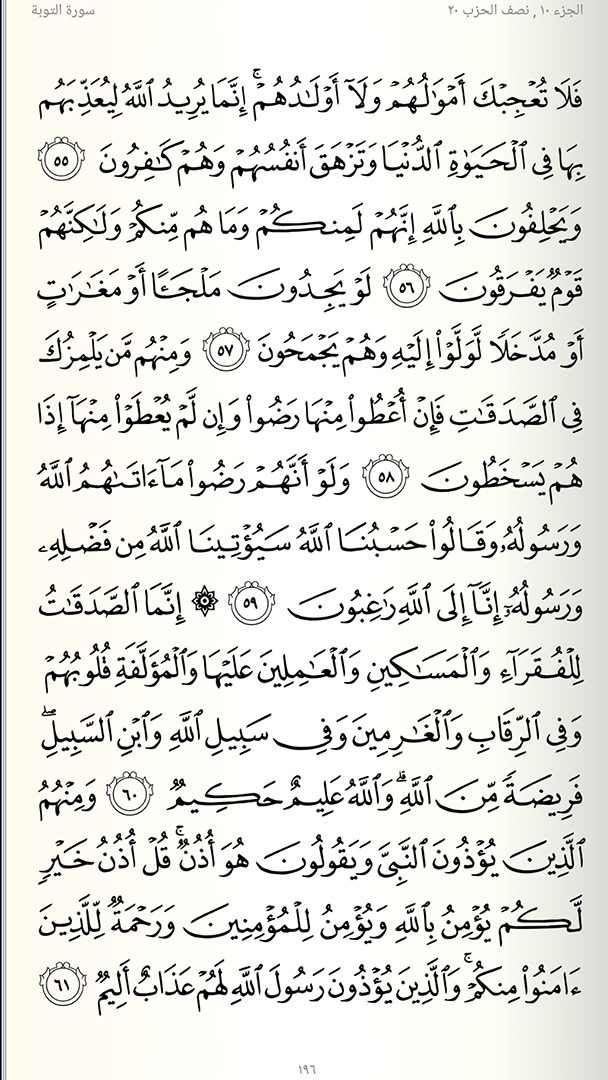 الجزء ١٠ , نصف الحزب ٢٠
سورة التوبة
فَلَا تُعۡجِبۡكَ أَمۡوَٰلُهُمۡ وَلَآ أَوۡلَٰدُهُمۡۚ إِنَّمَا يُرِيدُ ٱللَّهُ لِيُعَذِّبَهُم
بِهَا فِي ٱلۡحَيَوٰةِ ٱلدُّنۡيَا وَتَزۡهَقَ أَنفُسُهُمۡ وَهُمۡ كَٰفِرُونَ ٥٥
وَيَحۡلِفُونَ بِٱللَّهِ إِنَّهُمۡ لَمِنكُمۡ وَمَا هُم مِّنكُمۡ وَلَٰكِنَّهُمۡ
قَوۡمٞ يَفۡرَقُونَ ٥٦ لَوۡ يَجِدُونَ مَلۡجَـًٔا أَوۡ مَغَٰرَٰتٍ
أَوۡ مُدَّخَلٗا لَّوَلَّوۡاْ إِلَيۡهِ وَهُمۡ يَجۡمَحُونَ ٥٧ وَمِنۡهُم مَّن يَلۡمِزُكَ
فِي ٱلصَّدَقَٰتِ فَإِنۡ أُعۡطُواْ مِنۡهَا رَضُواْ وَإِن لَّمۡ يُعۡطَوۡاْ مِنۡهَآ إِذَا
هُمۡ يَسۡخَطُونَ ٥٨ وَلَوۡ أَنَّهُمۡ رَضُواْ مَآ ءَاتَىٰهُمُ ٱللَّهُ
وَرَسُولُهُۥ وَقَالُواْ حَسۡبُنَا ٱللَّهُ سَيُؤۡتِينَا ٱللَّهُ مِن فَضۡلِهِۦ
وَرَسُولُهُۥٓ إِنَّآ إِلَى ٱللَّهِ رَٰغِبُونَ ٥٩ ۞ إِنَّمَا ٱلصَّدَقَٰتُ
لِلۡفُقَرَآءِ وَٱلۡمَسَٰكِينِ وَٱلۡعَٰمِلِينَ عَلَيۡهَا وَٱلۡمُؤَلَّفَةِ قُلُوبُهُمۡ
وَفِي ٱلرِّقَابِ وَٱلۡغَٰرِمِينَ وَفِي سَبِيلِ ٱللَّهِ وَٱبۡنِ ٱلسَّبِيلِۖ
فَرِيضَةٗ مِّنَ ٱللَّهِۗ وَٱللَّهُ عَلِيمٌ حَكِيمٞ ٦٠ وَمِنۡهُمُ
ٱلَّذِينَ يُؤۡذُونَ ٱلنَّبِيَّ وَيَقُولُونَ هُوَ أُذُنٞۚ قُلۡ أُذُنُ خَيۡرٖ
لَّكُمۡ يُؤۡمِنُ بِٱللَّهِ وَيُؤۡمِنُ لِلۡمُؤۡمِنِينَ وَرَحۡمَةٞ لِّلَّذِينَ
ءَامَنُواْ مِنكُمۡۚ وَٱلَّذِينَ يُؤۡذُونَ رَسُولَ ٱللَّهِ لَهُمۡ عَذَابٌ أَلِيمٞ ٦١
١٩٦